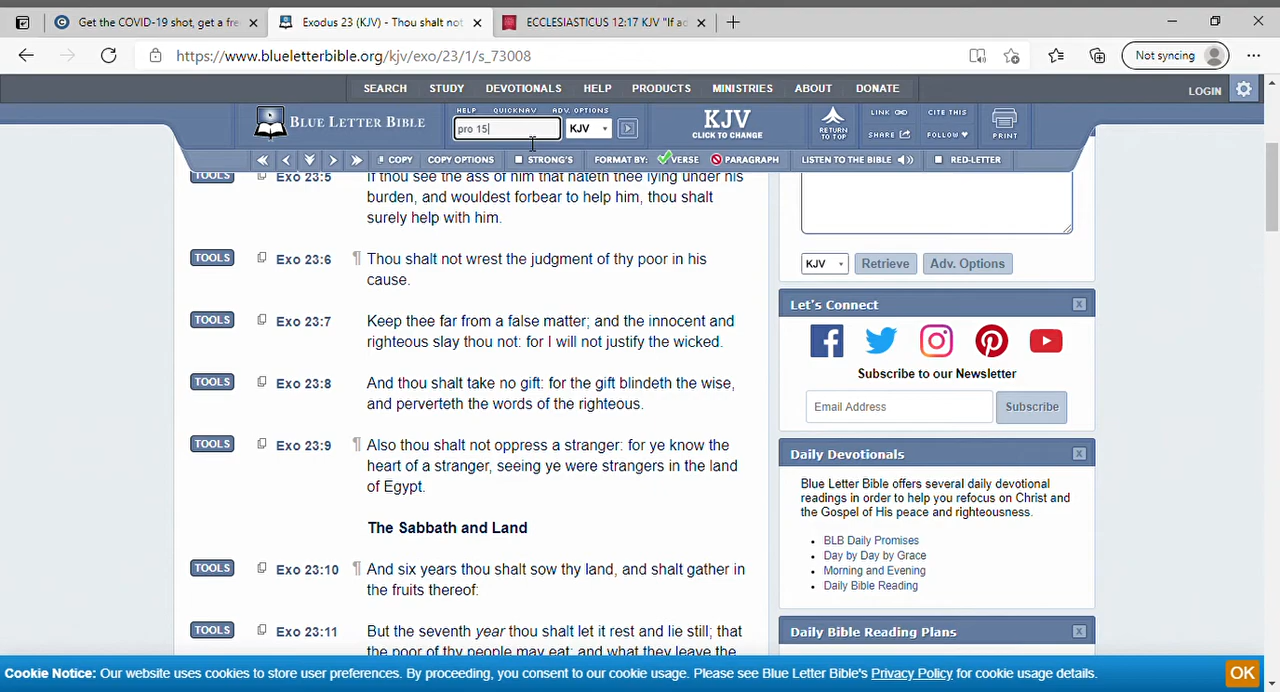 Get the COVID-19 shot, get a fre
Exodus 23 (KJV) - Thou shalt not
ECCLESIASTICUS 12:17 KJV "If ad
https://www.blueletterbible.org/kjv/exo/23/1/s_73008
Not syncing
SEARCH STUDY DEVOTIONALS HELP PRODUCTS MINISTRIES ABOUT DONATE
LOGIN
BLUE LETTER BIBLE
HELP QUICKNAV ADV. OPTIONS
pro 15 KJV
KJV
CLICK TO CHANGE
RETURN
TO TOP
LINK CITE THIS
SHARE FOLLOW
PRINT
COPY COPY OPTIONS STRONG'S FORMAT BY: VERSE PARAGRAPH LISTEN TO THE BIBLE RED-LETTER
TOOLS Exo 23:5 If thou see the ass of him that hateth thee lying under his
burden, and wouldest forbear to help him, thou shalt
surely help with him.
TOOLS Exo 23:6 ¶ Thou shalt not wrest the judgment of thy poor in his
cause.
TOOLS Exo 23:7 Keep thee far from a false matter; and the innocent and
righteous slay thou not: for I will not justify the wicked.
TOOLS Exo 23:8 And thou shalt take no gift: for the gift blindeth the wise,
and perverteth the words of the righteous.
TOOLS Exo 23:9 ¶ Also thou shalt not oppress a stranger: for ye know the
heart of a stranger, seeing ye were strangers in the land
of Egypt.
The Sabbath and Land
TOOLS Exo 23:10 ¶ And six years thou shalt sow thy land, and shalt gather in
the fruits thereof:
TOOLS Exo 23:11 But the seventh year thou shalt let it rest and lie still; that
the poor of thy people may eat: and what they leave the
KJV Retrieve Adv. Options
Let's Connect X
Subscribe to our Newsletter
Email Address Subscribe
Daily Devotionals X
Blue Letter Bible offers several daily devotional
readings in order to help you refocus on Christ and
the Gospel of His peace and righteousness.
BLB Daily Promises
Day by Day by Grace
Morning and Evening
Daily Bible Reading
Daily Bible Reading Plans X
Cookie Notice: Our website uses cookies to store user preferences. By proceeding, you consent to our cookie usage. Please see Blue Letter Bible's Privacy Policy for cookie usage details.
OK